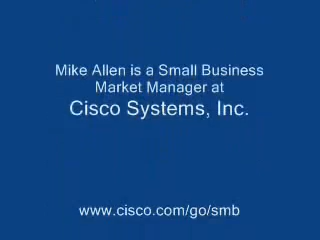 Mike Allen is a Small Business
Market Manager at
Cisco Systems, Inc.
www.cisco.com/go/smb